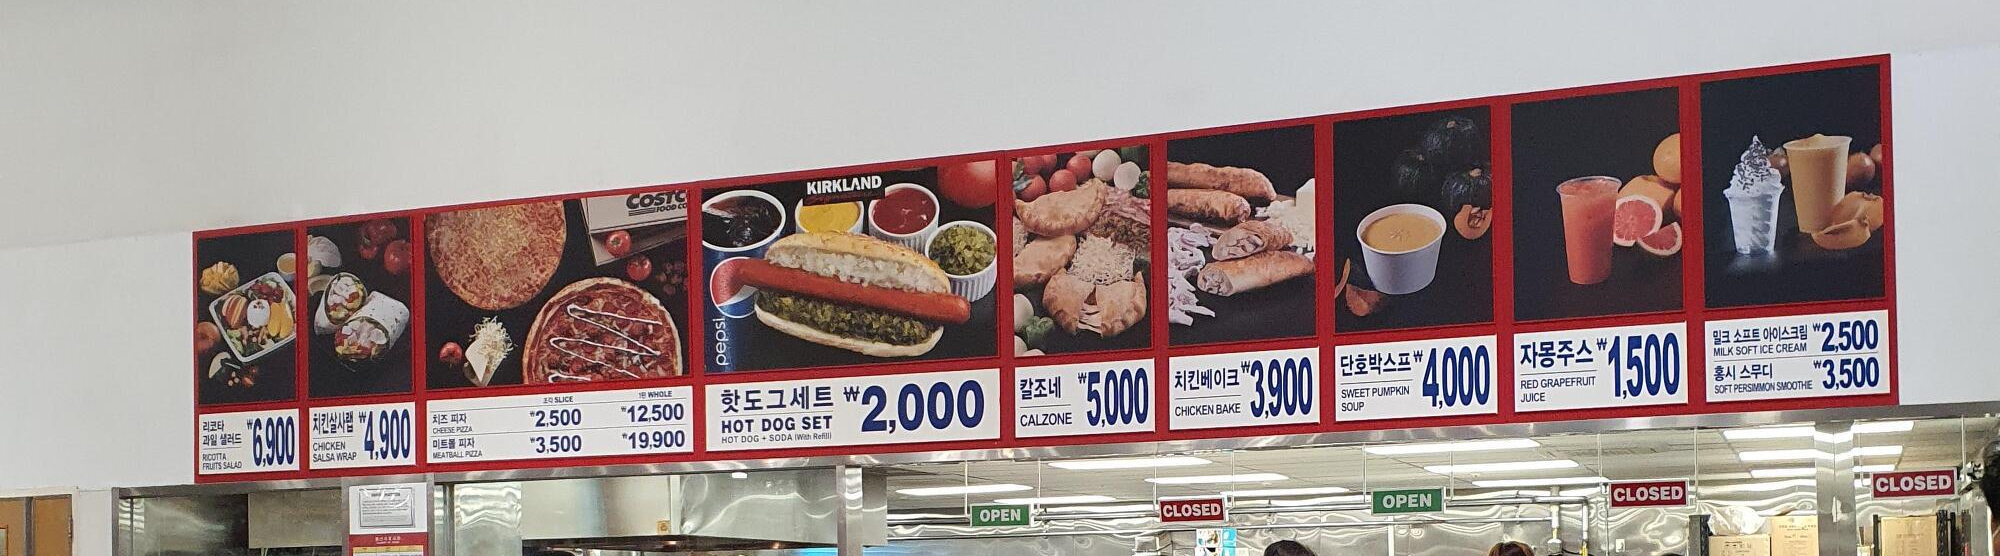 리코타
과일 샐러드
RICOTTA
FRUITS SALAD
₩6,900
치킨살사랩
CHICKEN
SALSA WRAP
₩4,900
COSTC
FOOD CO
조각 SLICE
1판 WHOLE
치즈 피자
CHEESE PIZZA
₩2,500
₩12,500
미트볼 피자
MEATBALL PIZZA
₩3,500
₩19,900
KIRKLAND
pepsi
핫도그세트
HOT DOG SET
HOT DOG + SODA (With Refill)
₩2,000
칼조네
CALZONE
₩5,000
치킨베이크
CHICKEN BAKE
₩3,900
단호박스프
SWEET PUMPKIN
SOUP
₩4,000
자몽주스
RED GRAPEFRUIT
JUICE
₩1,500
밀크 소프트 아이스크림
MILK SOFT ICE CREAM
₩2,500
홍시 스무디
SOFT PERSIMMON SMOOTHIE
₩3,500
OPEN
CLOSED
OPEN
CLOSED
CLOSED